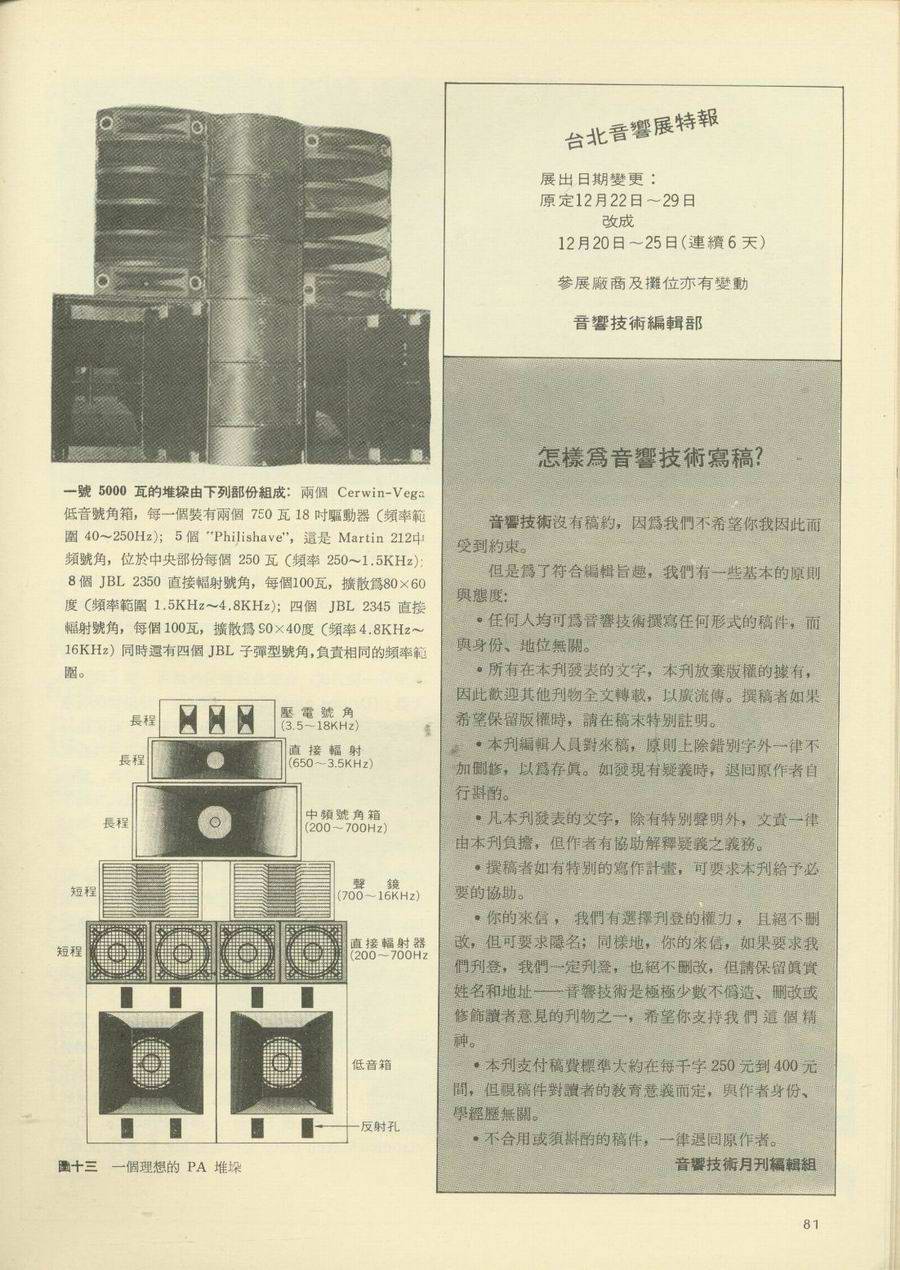 一號 5000 瓦的堆垛由下列部份組成：兩個 Cerwin-Vega
低音號角箱，每一個裝有兩個 750 瓦 18 吋驅動器（頻率範
圍 40～250Hz）；5 個 "Philishave"，這是 Martin 212中
頻號角，位於中央部份每個 250 瓦（頻率 250～1.5KHz）；
8 個 JBL 2350 直接輻射號角，每個100瓦，擴散爲80×60
度（頻率範圍 1.5KHz～4.8KHz）；四個 JBL 2345 直接
輻射號角，每個 100瓦，擴散爲 90×40度（頻率 4.8KHz～
16KHz）同時還有四個 JBL 子彈型號角，負責相同的頻率範
圍。
長程
壓電號角
(3.5～18KHz)
長程
直接輻射
(650～3.5KHz)
長程
中頻號角箱
(200～700Hz)
短程
聲鏡
(700～16KHz)
短程
直接輻射器
(200～700Hz
低音箱
反射孔
圖十三　一個理想的 PA 堆垛
台北音響展特報
展出日期變更：
原定12月22日～29日
改成
12月20日～25日(連續6天)
參展廠商及攤位亦有變動
音響技術編輯部
怎樣爲音響技術寫稿?
音響技術沒有稿約，因爲我們不希望你我因此而
受到約束。
但是爲了符合編輯旨趣，我們有一些基本的原則
與態度：
•任何人均可爲音響技術撰寫任何形式的稿件，而
與身份、地位無關。
•所有在本刊發表的文字，本刊放棄版權的據有，
因此歡迎其他刊物全文轉載，以廣流傳。撰稿者如果
希望保留版權時，請在稿末特別註明。
•本刊編輯人員對來稿，原則上除錯別字外一律不
加刪修，以爲存眞。如發現有疑義時，退回原作者自
行斟酌。
•凡本刊發表的文字，除有特別聲明外，文責一律
由本刊負擔，但作者有協助解釋疑義之義務。
•撰稿者如有特別的寫作計畫，可要求本刊給予必
要的協助。
•你的來信，我們有選擇刊登的權力，且絕不刪
改，但可要求隱名；同樣地，你的來信，如果要求我
們刊登，我們一定刊登，也絕不刪改，但請保留眞實
姓名和地址——音響技術是極極少數不僞造、刪改或
修飾讀者意見的刊物之一，希望你支持我們這個精
神。
•本刊支付稿費標準大約在每千字 250 元到 400 元
間，但視稿件對讀者的敎育意義而定，與作者身份、
學經歷無關。
•不合用或須斟酌的稿件，一律退回原作者。
音響技術月刊編輯組
81